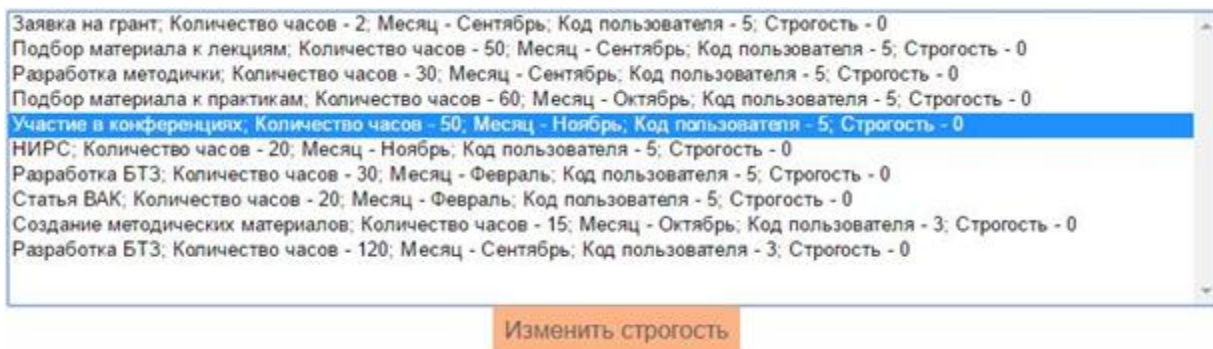 Заявка на грант; Количество часов - 2; Месяц - Сентябрь; Код пользователя - 5; Строгость - 0
Подбор материала к лекциям; Количество часов - 50; Месяц - Сентябрь; Код пользователя - 5; Строгость - 0
Разработка методички; Количество часов - 30; Месяц - Сентябрь; Код пользователя - 5; Строгость - 0
Подбор материала к практикам; Количество часов - 60; Месяц - Октябрь; Код пользователя - 5; Строгость - 0
Участие в конференциях; Количество часов - 50; Месяц - Ноябрь; Код пользователя - 5; Строгость - 0
НИРС; Количество часов - 20; Месяц - Ноябрь; Код пользователя - 5; Строгость - 0
Разработка БТЗ; Количество часов - 30; Месяц - Февраль; Код пользователя - 5; Строгость - 0
Статья ВАК; Количество часов - 20; Месяц - Февраль; Код пользователя - 5; Строгость - 0
Создание методических материалов; Количество часов - 15; Месяц - Октябрь; Код пользователя - 3; Строгость - 0
Разработка БТЗ; Количество часов - 120; Месяц - Сентябрь; Код пользователя - 3; Строгость - 0
Изменить строгость